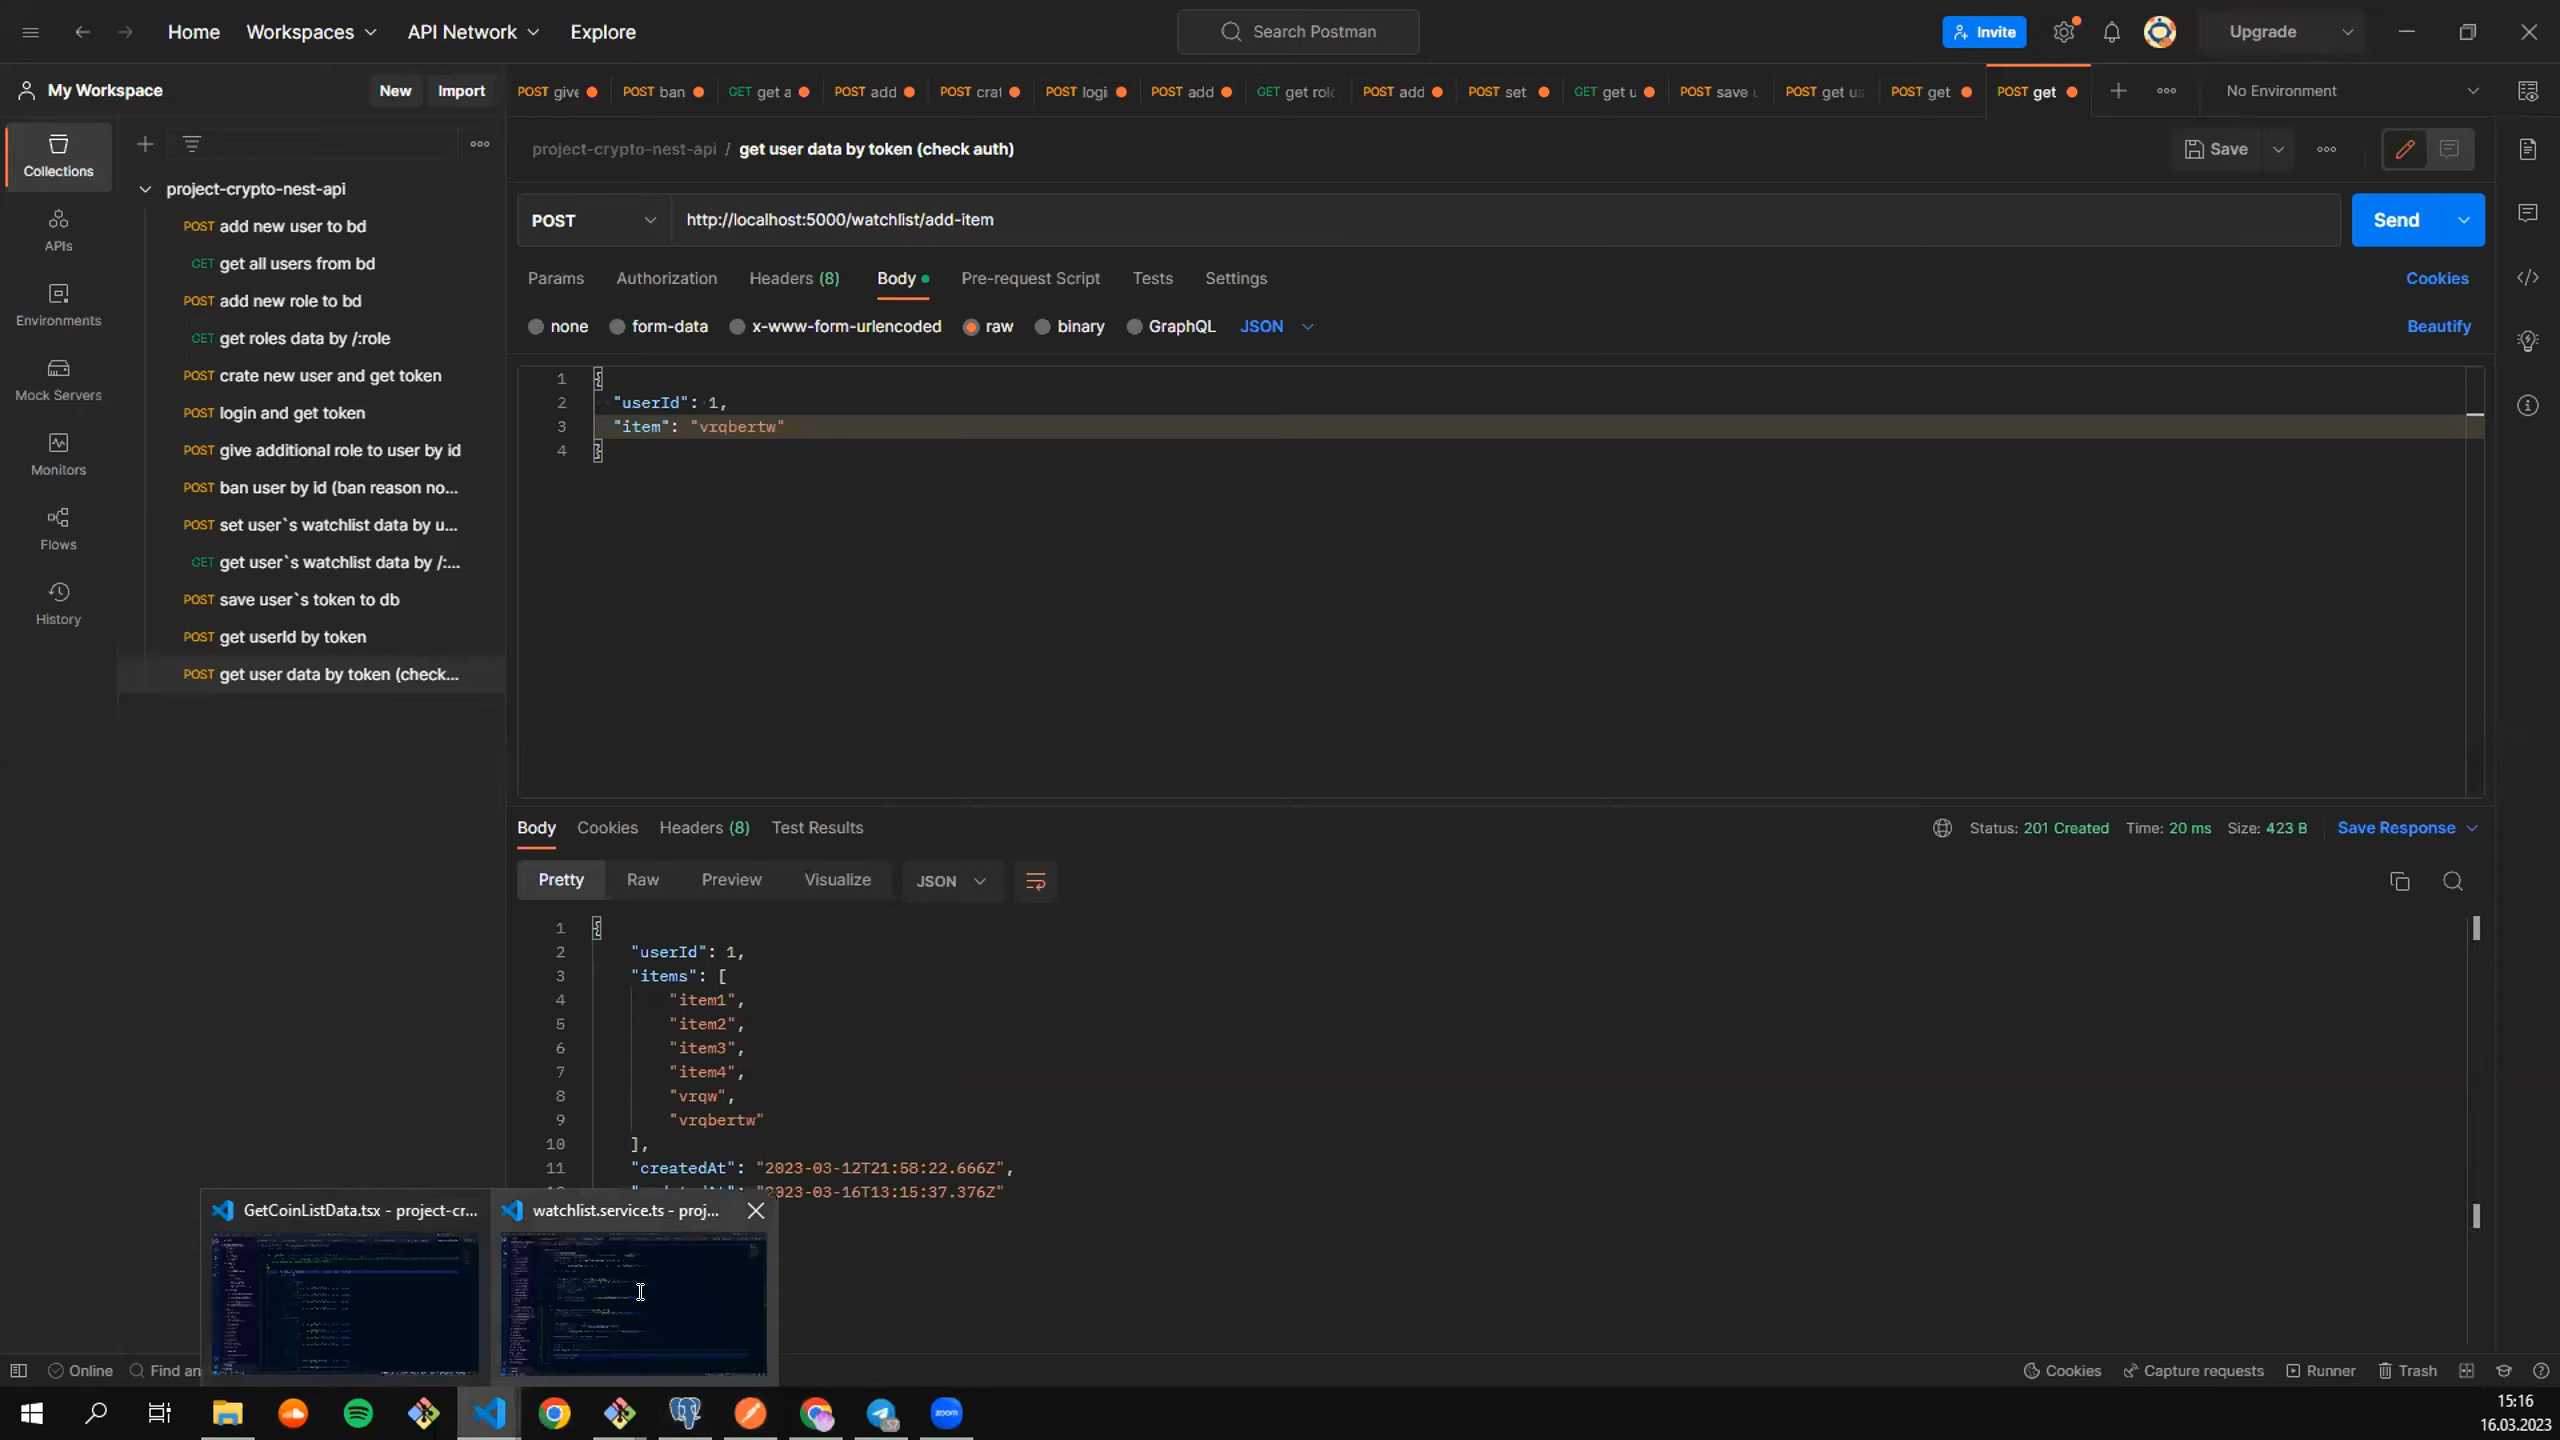 Home
Workspaces
API Network
Explore
Search Postman
Invite
Upgrade
My Workspace
New
Import
POST give
POST ban
GET get a
POST add
POST crat
POST logi
POST add
GET get role
POST add
POST set
GET get u
POST save u
POST get us
POST get
POST get
No Environment
Collections
APIs
Environments
Mock Servers
Monitors
Flows
History
project-crypto-nest-api
POST add new user to bd
GET get all users from bd
POST add new role to bd
GET get roles data by /:role
POST crate new user and get token
POST login and get token
POST give additional role to user by id
POST ban user by id (ban reason no...
POST set user`s watchlist data by u...
GET get user`s watchlist data by /:...
POST save user`s token to db
POST get userId by token
POST get user data by token (check...
project-crypto-nest-api / get user data by token (check auth)
Save
POST
http://localhost:5000/watchlist/add-item
Send
Params
Authorization
Headers (8)
Body
Pre-request Script
Tests
Settings
Cookies
none
form-data
x-www-form-urlencoded
raw
binary
GraphQL
JSON
Beautify
1 {
2 "userId": 1,
3 "item": "vrqbertw"
4 }
Body
Cookies
Headers (8)
Test Results
Status: 201 Created
Time: 20 ms
Size: 423 B
Save Response
Pretty
Raw
Preview
Visualize
JSON
1 {
2 "userId": 1,
3 "items": [
4 "item1",
5 "item2",
6 "item3",
7 "item4",
8 "vrqw",
9 "vrqbertw"
10 ],
11 "createdAt": "2023-03-12T21:58:22.666Z",
"2023-03-16T13:15:37.376Z"
GetCoinListData.tsx - project-cr...
watchlist.service.ts - proj...
Online
Find an
Cookies
Capture requests
Runner
Trash
zoom
15:16
16.03.2023